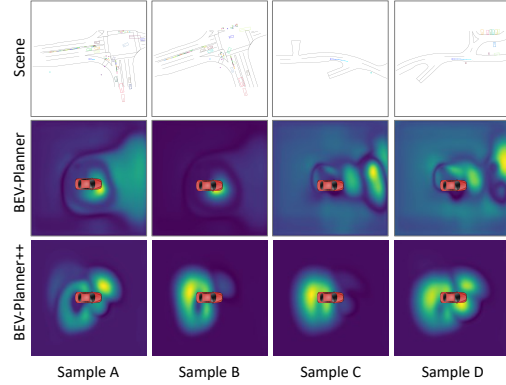 Scene
BEV-Planner
BEV-Planner++
Sample A
Sample B
Sample C
Sample D